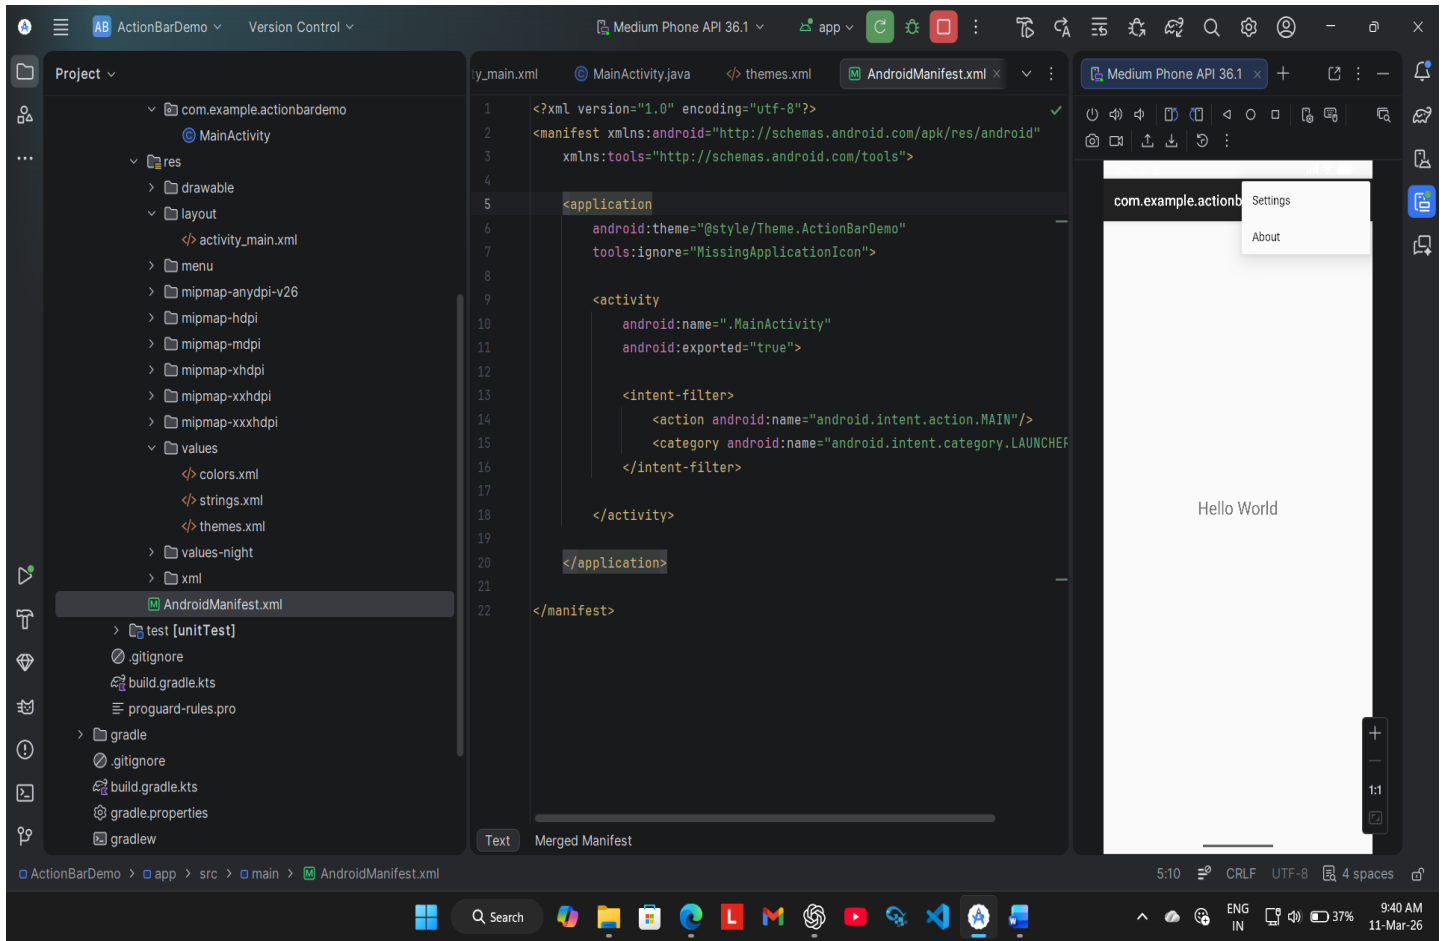 AB ActionBarDemo Version Control Medium Phone API 36.1 app
Project
com.example.actionbardemo
MainActivity
res
drawable
layout
activity_main.xml
menu
mipmap-anydpi-v26
mipmap-hdpi
mipmap-mdpi
mipmap-xhdpi
mipmap-xxhdpi
mipmap-xxxhdpi
values
colors.xml
strings.xml
themes.xml
values-night
xml
AndroidManifest.xml
test [unitTest]
.gitignore
build.gradle.kts
proguard-rules.pro
gradle
.gitignore
build.gradle.kts
gradle.properties
gradlew
ty_main.xml MainActivity.java themes.xml AndroidManifest.xml
1 <?xml version="1.0" encoding="utf-8"?>
2 <manifest xmlns:android="http://schemas.android.com/apk/res/android"
3 xmlns:tools="http://schemas.android.com/tools">
4
5 <application
6 android:theme="@style/Theme.ActionBarDemo"
7 tools:ignore="MissingApplicationIcon">
8
9 <activity
10 android:name=".MainActivity"
11 android:exported="true">
12
13 <intent-filter>
14 <action android:name="android.intent.action.MAIN"/>
15 <category android:name="android.intent.category.LAUNCHER
16 </intent-filter>
17
18 </activity>
19
20 </application>
21
22 </manifest>
Text Merged Manifest
Medium Phone API 36.1
com.example.actionb
Settings
About
Hello World
1:1
ActionBarDemo > app > src > main > AndroidManifest.xml
5:10 CRLF UTF-8 4 spaces
Search
ENG
IN
37%
9:40 AM
11-Mar-26